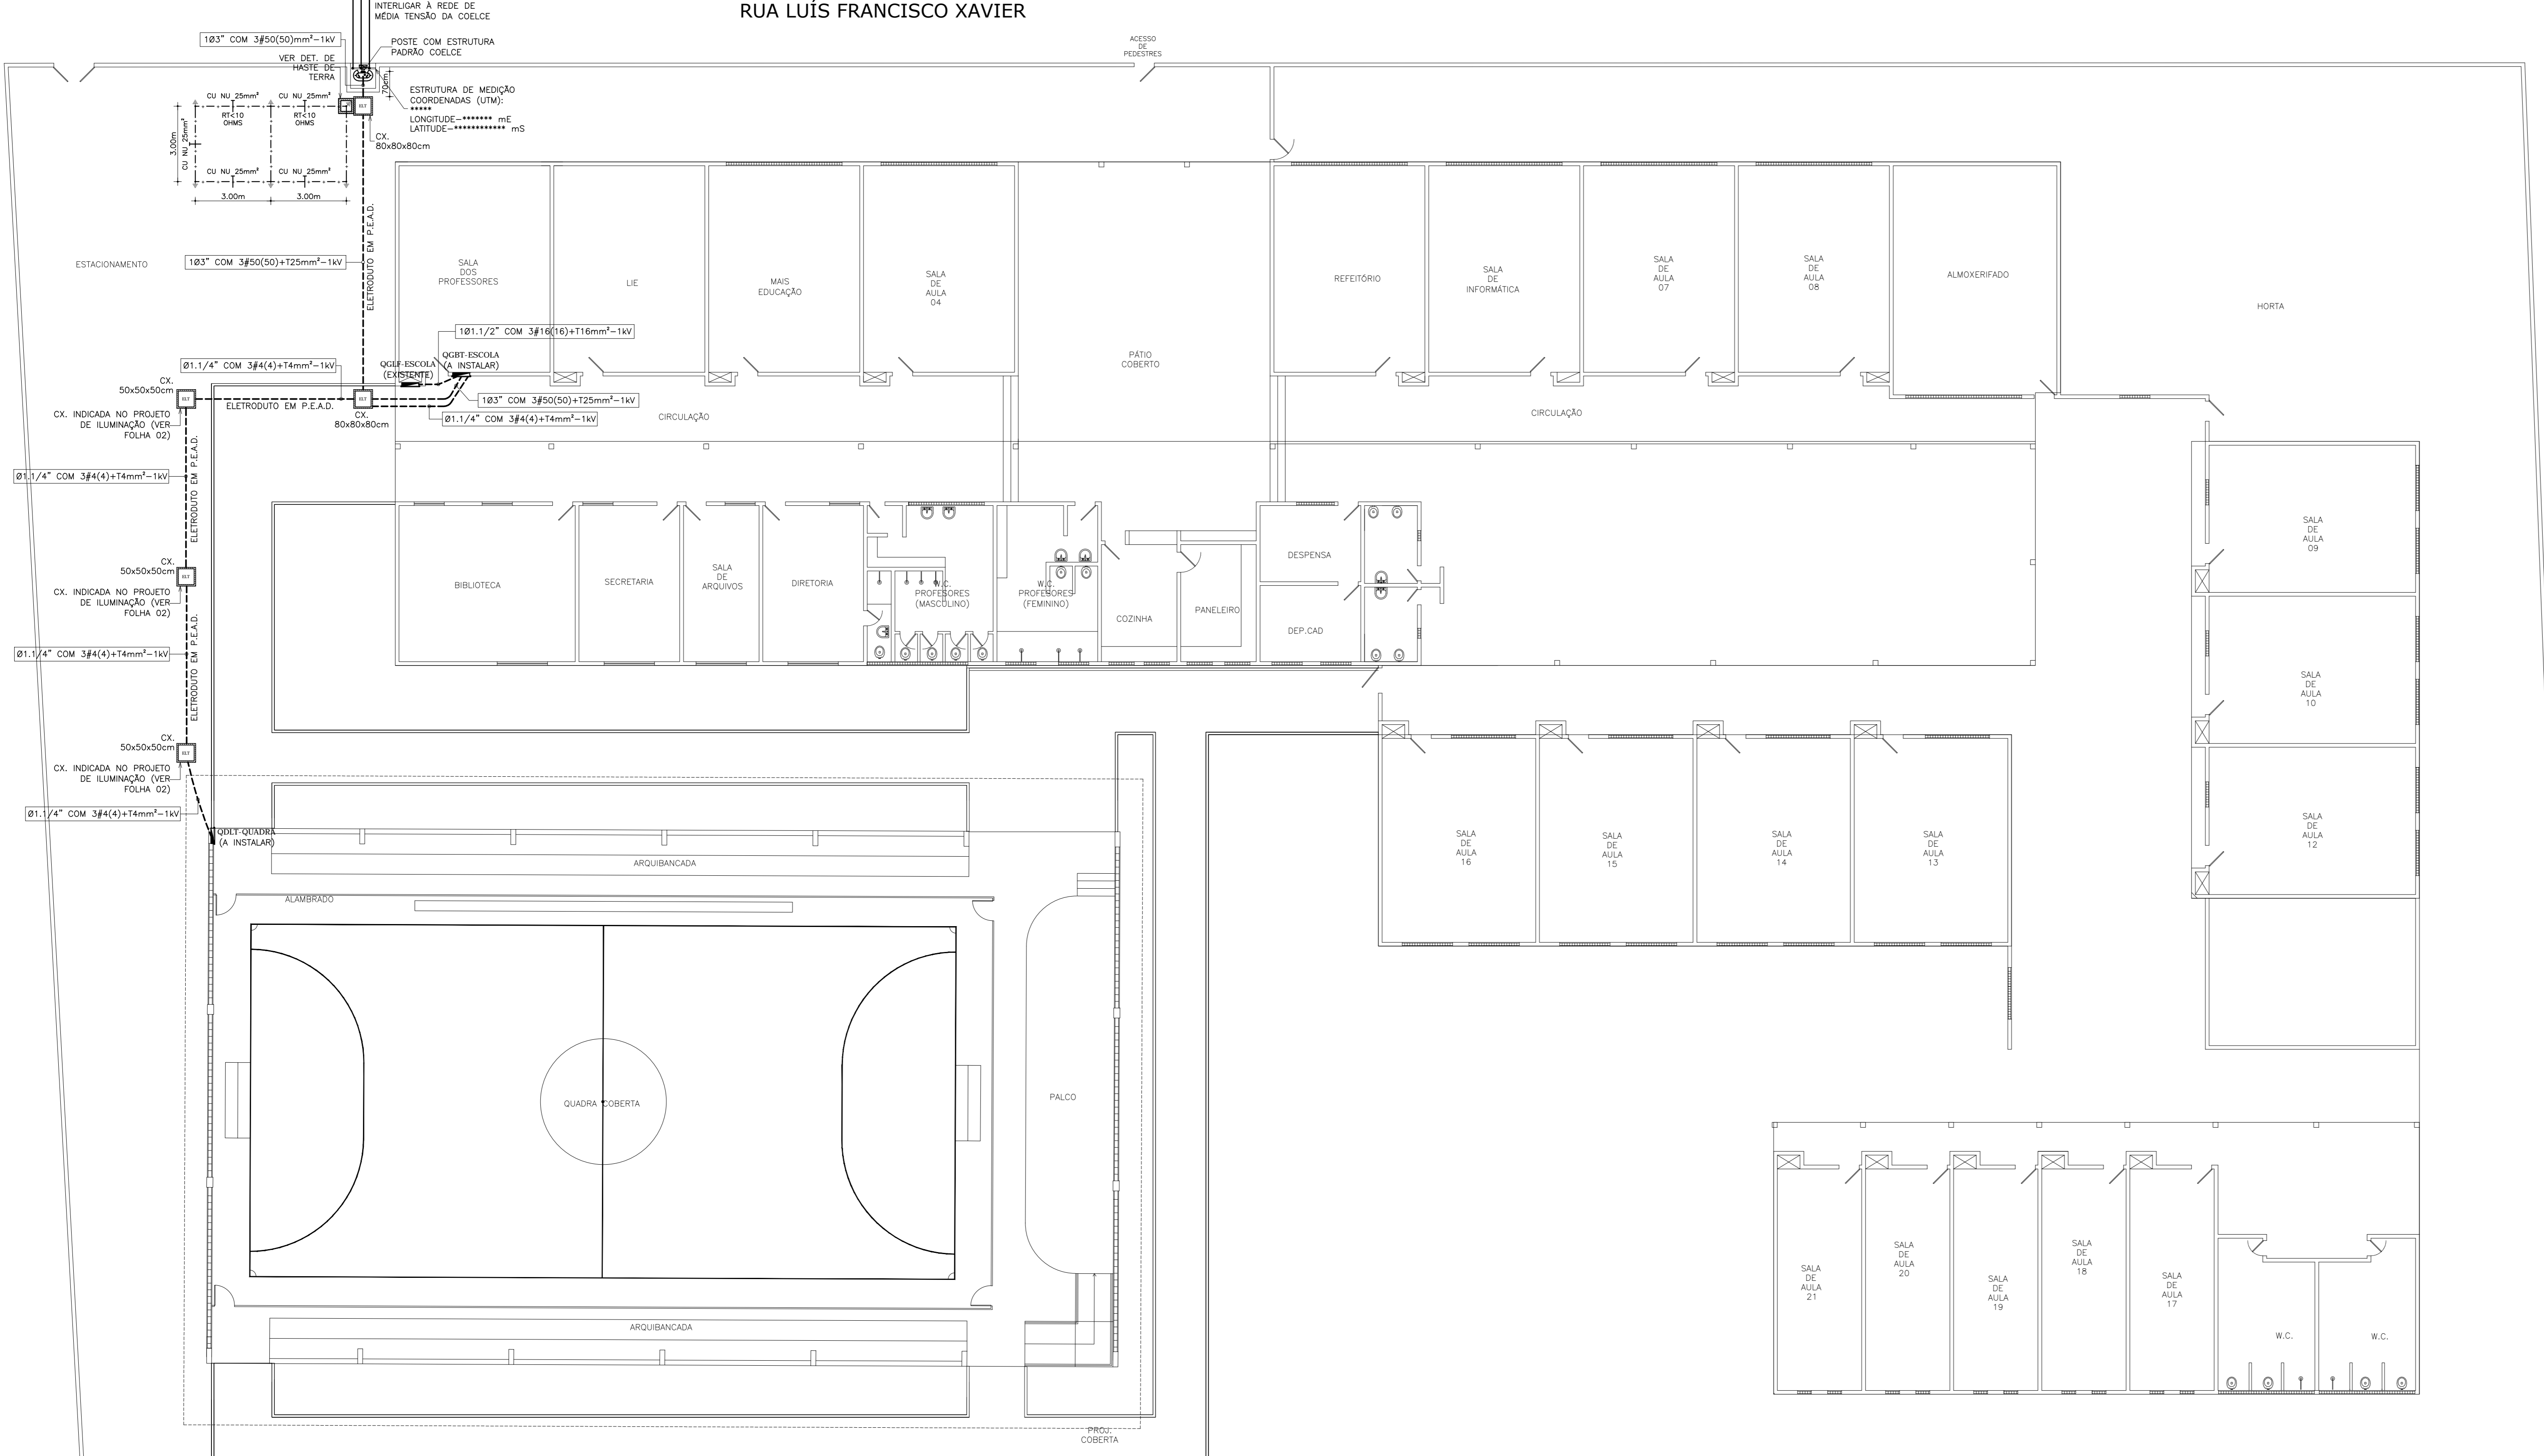 INTERLIGAR À REDE DE
MÉDIA TENSÃO DA COELCE
RUA LUÍS FRANCISCO XAVIER
1Ø3" COM 3#50(50)mm²-1kV
POSTE COM ESTRUTURA
PADRÃO COELCE
ACESSO
DE
PEDESTRES
VER DET. DE
HASTE DE
TERRA
70cm
ESTRUTURA DE MEDIÇÃO
COORDENADAS (UTM):
*****
LONGITUDE-******* mE
LATITUDE-************ mS
CU NU 25mm²
CU NU 25mm²
RT<10
OHMS
RT<10
OHMS
ELT
CX.
80x80x80cm
3.00m
CU NU 25mm²
CU NU 25mm²
CU NU 25mm²
3.00m
3.00m
ELETRODUTO EM P.E.A.D.
ESTACIONAMENTO
1Ø3" COM 3#50(50)+T25mm²-1kV
SALA
DOS
PROFESSORES
LIE
MAIS
EDUCAÇÃO
SALA
DE
AULA
04
REFEITÓRIO
SALA
DE
INFORMÁTICA
SALA
DE
AULA
07
SALA
DE
AULA
08
ALMOXERIFADO
HORTA
1Ø1.1/2" COM 3#16(16)+T16mm²-1kV
PÁTIO
COBERTO
QGLF-ESCOLA
(EXISTENTE)
QGBT-ESCOLA
(A INSTALAR)
Ø1.1/4" COM 3#4(4)+T4mm²-1kV
CX.
50x50x50cm
ELT
ELT
ELETRODUTO EM P.E.A.D.
CX.
80x80x80cm
1Ø3" COM 3#50(50)+T25mm²-1kV
Ø1.1/4" COM 3#4(4)+T4mm²-1kV
CIRCULAÇÃO
CIRCULAÇÃO
CX. INDICADA NO PROJETO
DE ILUMINAÇÃO (VER
FOLHA 02)
Ø1.1/4" COM 3#4(4)+T4mm²-1kV
ELETRODUTO EM P.E.A.D.
CX.
50x50x50cm
ELT
CX. INDICADA NO PROJETO
DE ILUMINAÇÃO (VER
FOLHA 02)
BIBLIOTECA
SECRETARIA
SALA
DE
ARQUIVOS
DIRETORIA
W.C.
PROFESORES
(MASCULINO)
W.C.
PROFESORES
(FEMININO)
COZINHA
PANELEIRO
DESPENSA
DEP.CAD
SALA
DE
AULA
09
Ø1.1/4" COM 3#4(4)+T4mm²-1kV
ELETRODUTO EM P.E.A.D.
SALA
DE
AULA
10
CX.
50x50x50cm
ELT
CX. INDICADA NO PROJETO
DE ILUMINAÇÃO (VER
FOLHA 02)
Ø1.1/4" COM 3#4(4)+T4mm²-1kV
QDLT-QUADRA
(A INSTALAR)
ARQUIBANCADA
ALAMBRADO
SALA
DE
AULA
16
SALA
DE
AULA
15
SALA
DE
AULA
14
SALA
DE
AULA
13
SALA
DE
AULA
12
QUADRA COBERTA
PALCO
ARQUIBANCADA
PROJ.
COBERTA
SALA
DE
AULA
21
SALA
DE
AULA
20
SALA
DE
AULA
19
SALA
DE
AULA
18
SALA
DE
AULA
17
W.C.
W.C.